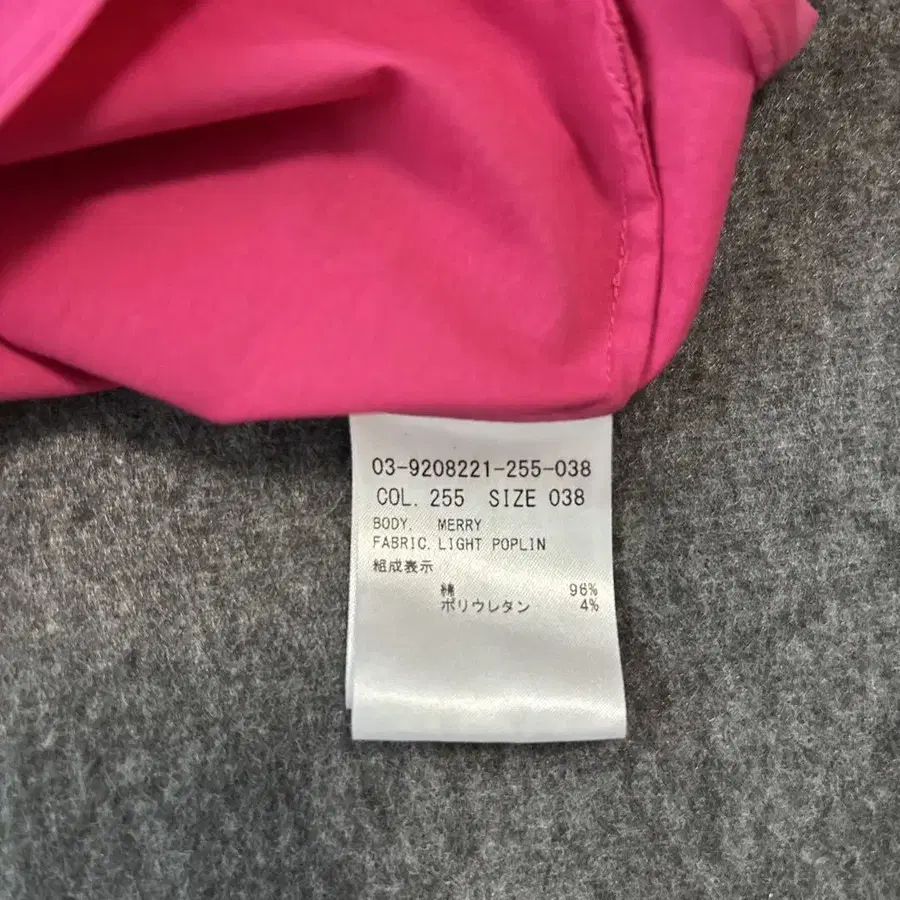 03-9208221-255-038
COL. 255 SIZE 038
BODY. MERRY
FABRIC. LIGHT POPLIN
組成表示
綿 96%
ポリウレタン 4%